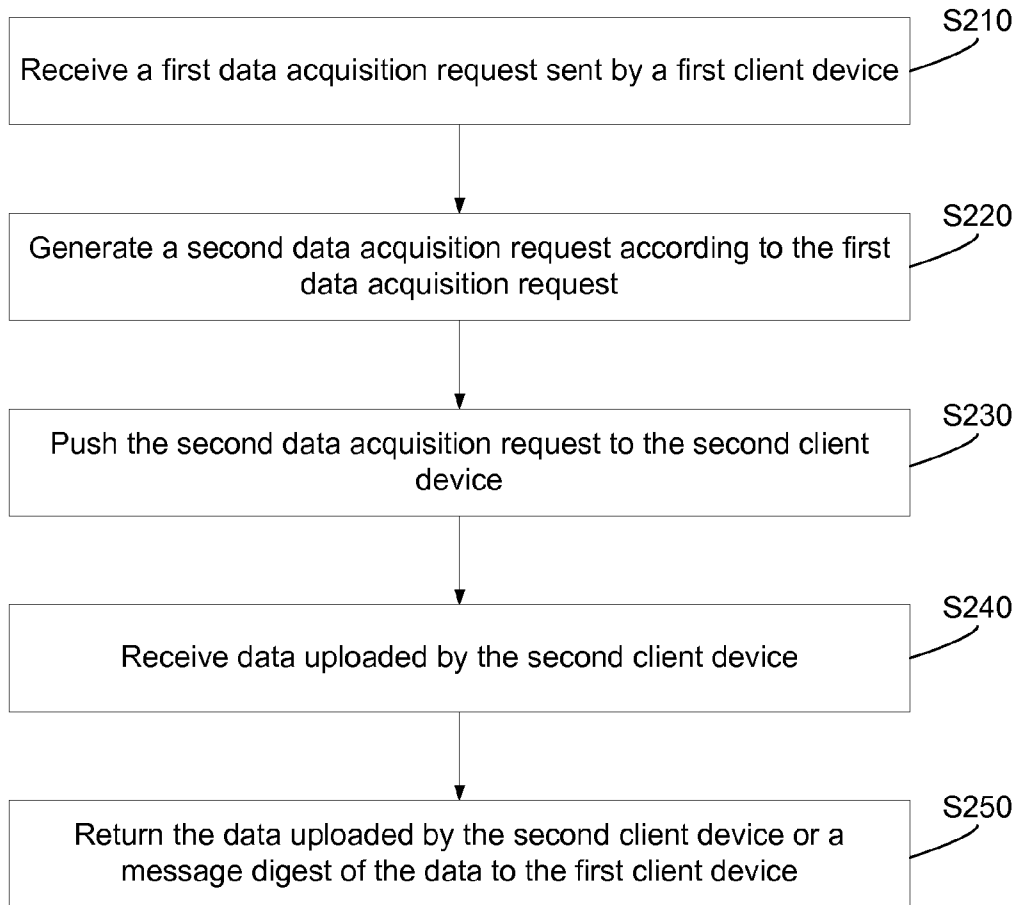 S210
Receive a first data acquisition request sent by a first client device
S220
Generate a second data acquisition request according to the first
data acquisition request
S230
Push the second data acquisition request to the second client
device
S240
Receive data uploaded by the second client device
S250
Return the data uploaded by the second client device or a
message digest of the data to the first client device